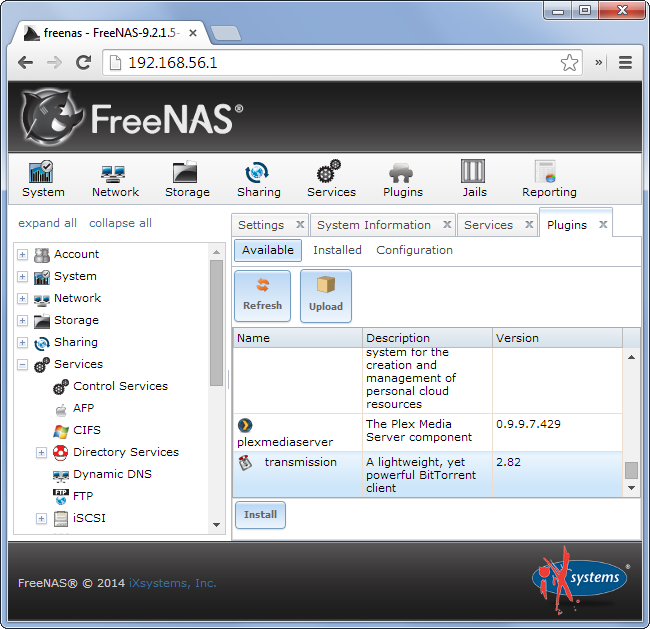 freenas - FreeNAS-9.2.1.5-
192.168.56.1
»
FreeNAS®
System Network Storage Sharing Services Plugins Jails Reporting
expand all collapse all
Account
System
Network
Storage
Sharing
Services
Control Services
AFP
CIFS
Directory Services
Dynamic DNS
FTP
FTP
iSCSI
Settings x System Information x Services x Plugins x
Available Installed Configuration
Refresh Upload
Name Description Version
system for the
creation and
management of
personal cloud
resources
plexmediaserver The Plex Media 0.9.9.7.429
Server component
transmission A lightweight, yet 2.82
powerful BitTorrent
client
Install
FreeNAS® © 2014 iXsystems, Inc.
iXsystems®